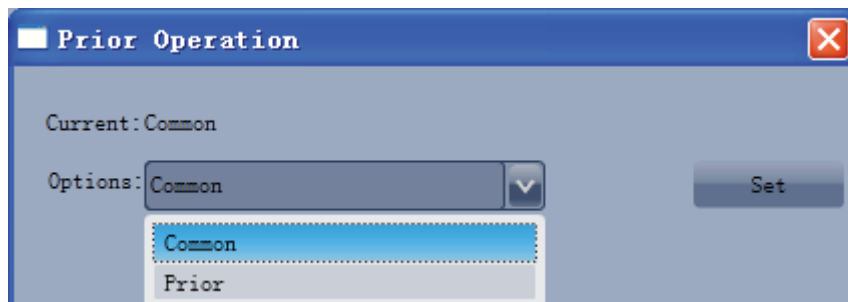 Prior Operation
Current:Common
Options:Common
Set
Common
Prior